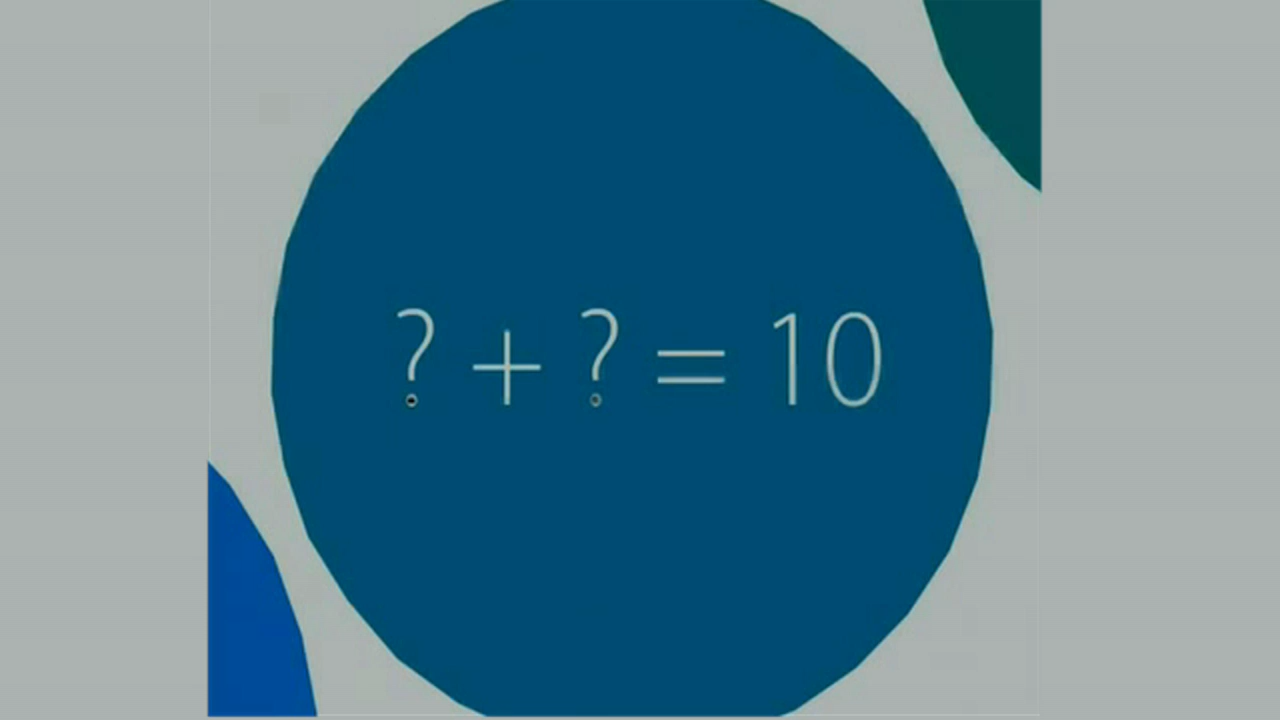 ? + ? = 10